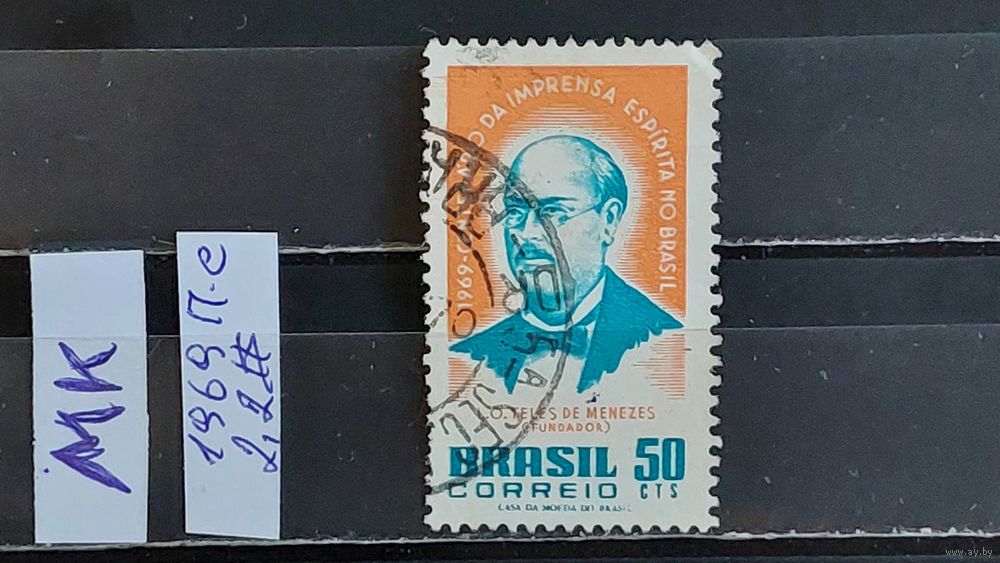 МК
1969 п.с
2,2$
1969-CENTENÁRIO DA IMPRENSA ESPÍRITA NO BRASIL
L.O. TELES DE MENEZES
(FUNDADOR)
BRASIL 50
CORREIO CTS
CASA DA MOEDA DO BRASIL
www.ay.by